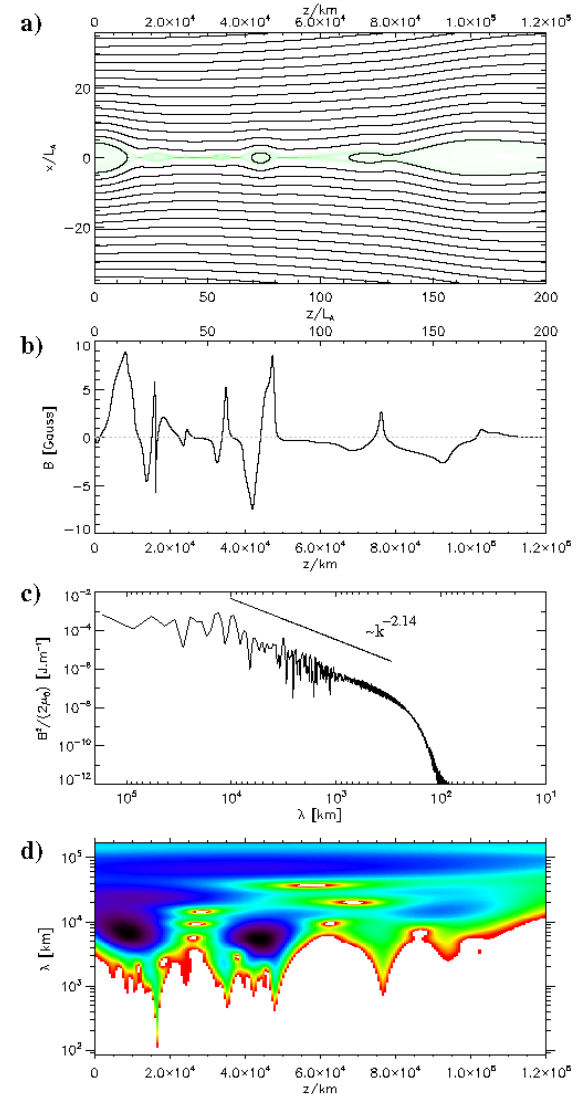 a)
z/km
0 2.0×10⁴ 4.0×10⁴ 6.0×10⁴ 8.0×10⁴ 1.0×10⁵ 1.2×10⁵
x/L_A
20
0
−20
0 50 100 150 200
z/L_A
b)
0 50 100 150 200
B [Gauss]
10
5
0
−5
−10
0 2.0×10⁴ 4.0×10⁴ 6.0×10⁴ 8.0×10⁴ 1.0×10⁵ 1.2×10⁵
z/km
c)
B²/(2μ₀) [J.m⁻¹]
10⁻²
10⁻⁴
10⁻⁶
10⁻⁸
10⁻¹⁰
10⁻¹²
~k⁻²·¹⁴
10⁵ 10⁴ 10³ 10² 10¹
λ [km]
d)
λ [km]
10⁵
10⁴
10³
10²
0 2.0×10⁴ 4.0×10⁴ 6.0×10⁴ 8.0×10⁴ 1.0×10⁵ 1.2×10⁵
z/km